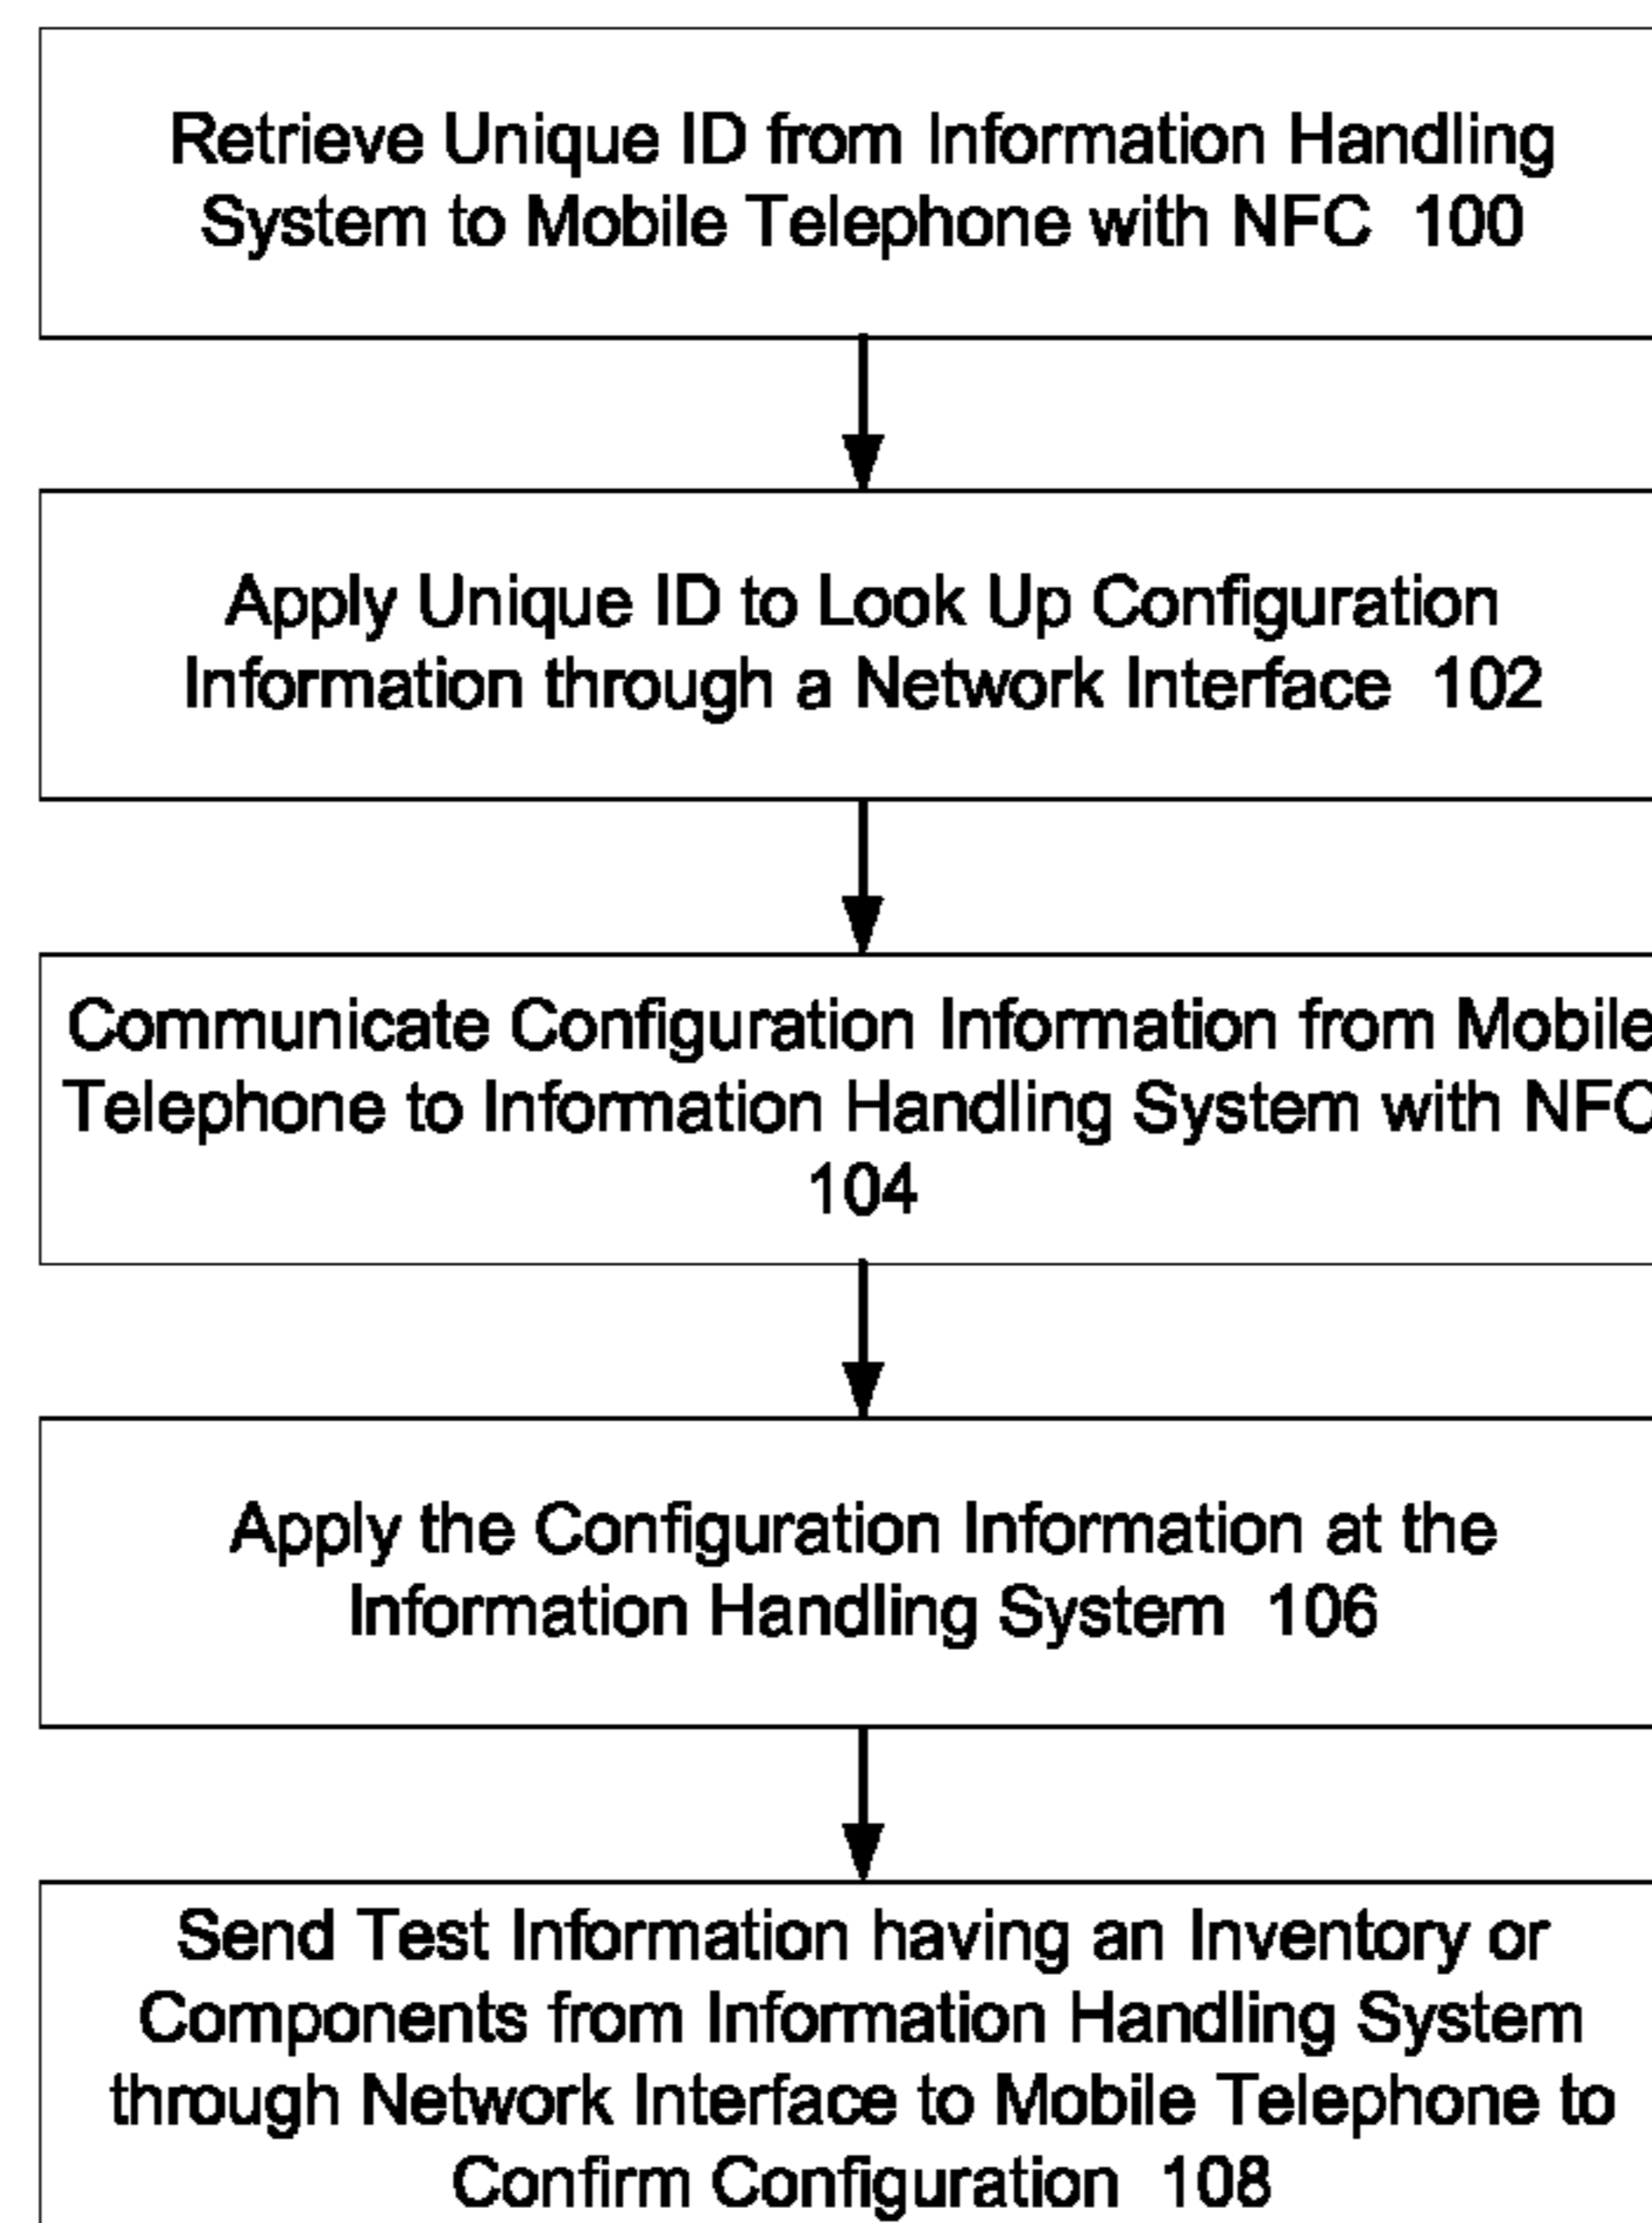 Retrieve Unique ID from Information Handling
System to Mobile Telephone with NFC 100
Apply Unique ID to Look Up Configuration
Information through a Network Interface 102
Communicate Configuration Information from Mobile
Telephone to Information Handling System with NFC
104
Apply the Configuration Information at the
Information Handling System 106
Send Test Information having an Inventory or
Components from Information Handling System
through Network Interface to Mobile Telephone to
Confirm Configuration 108